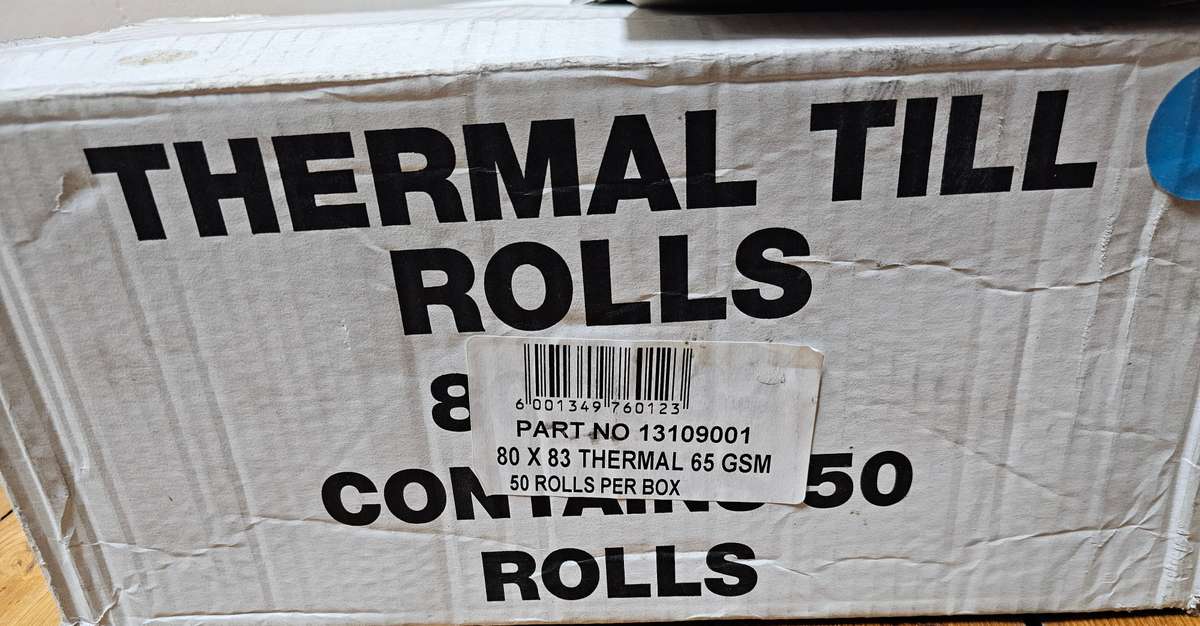 THERMAL TILL
ROLLS
8
6 001349 760123
PART NO 13109001
80 X 83 THERMAL 65 GSM
50 ROLLS PER BOX
CONTAINS 50
ROLLS